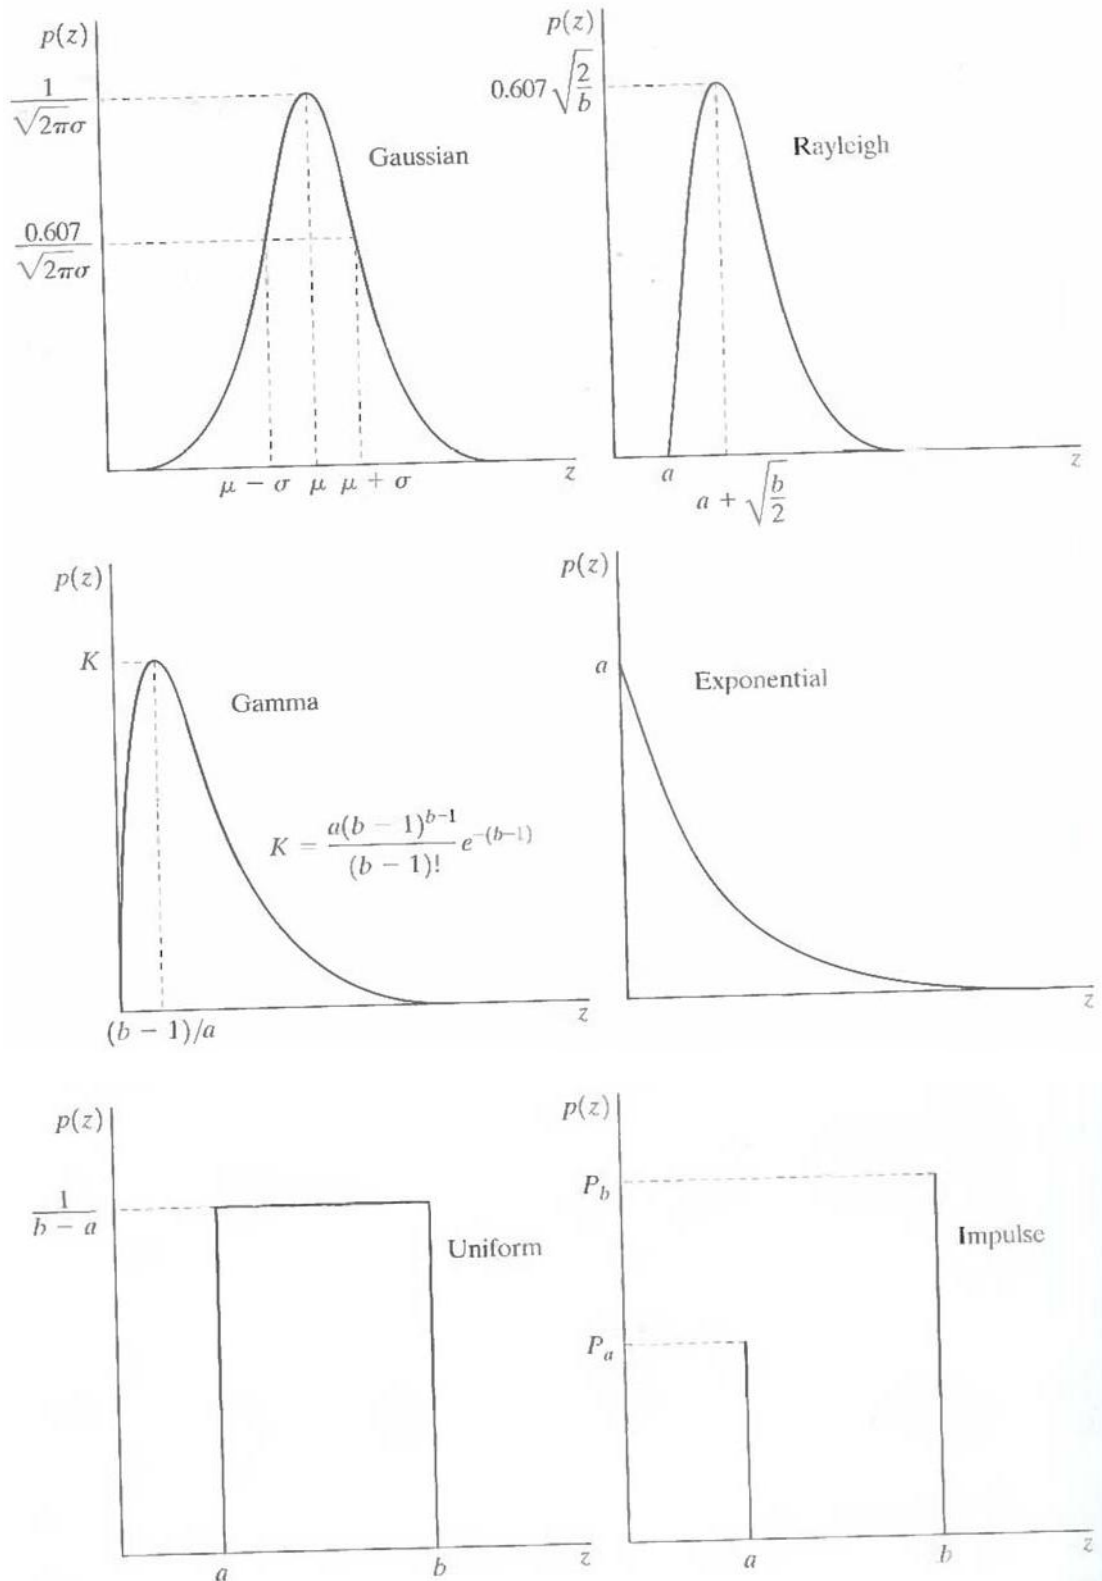 p(z)
1/(√2πσ)
0.607/(√2πσ)
Gaussian
μ − σ μ μ + σ
z
p(z)
0.607√(2/b)
Rayleigh
a
a + √(b/2)
z
p(z)
K
Gamma
K = a(b − 1)^(b−1)/(b − 1)! e^−(b−1)
(b − 1)/a
z
p(z)
a
Exponential
z
p(z)
1/(b − a)
Uniform
a b z
p(z)
P_b
Impulse
P_a
a b z